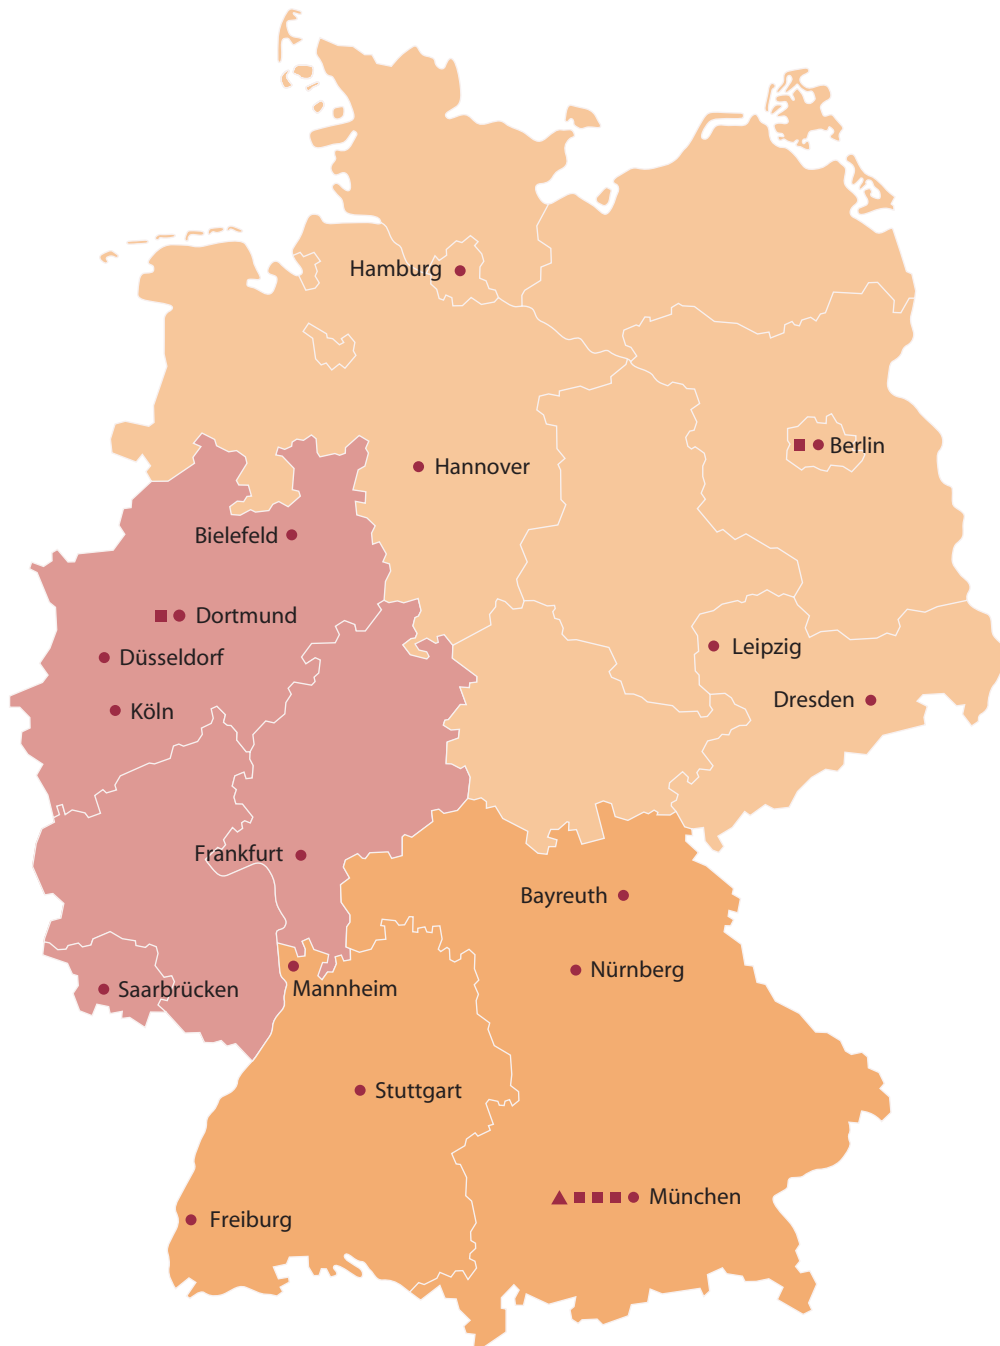 Hamburg
Berlin
Hannover
Bielefeld
Dortmund
Leipzig
Düsseldorf
Dresden
Köln
Frankfurt
Bayreuth
Nürnberg
Saarbrücken
Mannheim
Stuttgart
München
Freiburg